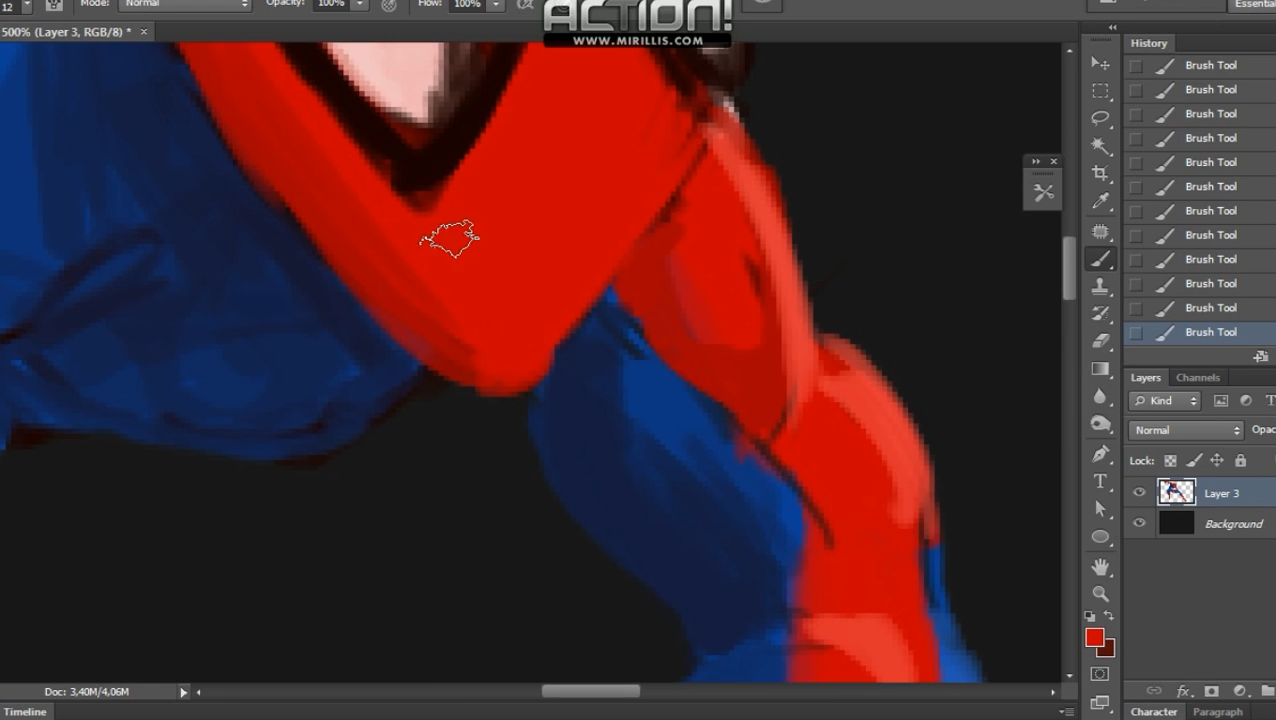 12
Mode: Normal
Opacity: 100%
Flow: 100%
ACTION!
WWW.MIRILLIS.COM
Essential
500% (Layer 3, RGB/8) *
History
Brush Tool
Brush Tool
Brush Tool
Brush Tool
Brush Tool
Brush Tool
Brush Tool
Brush Tool
Brush Tool
Brush Tool
Brush Tool
Brush Tool
Layers
Channels
Kind
T
Normal
Opac
Lock:
Layer 3
Background
fx
Doc: 3,40M/4,06M
Timeline
Character
Paragraph